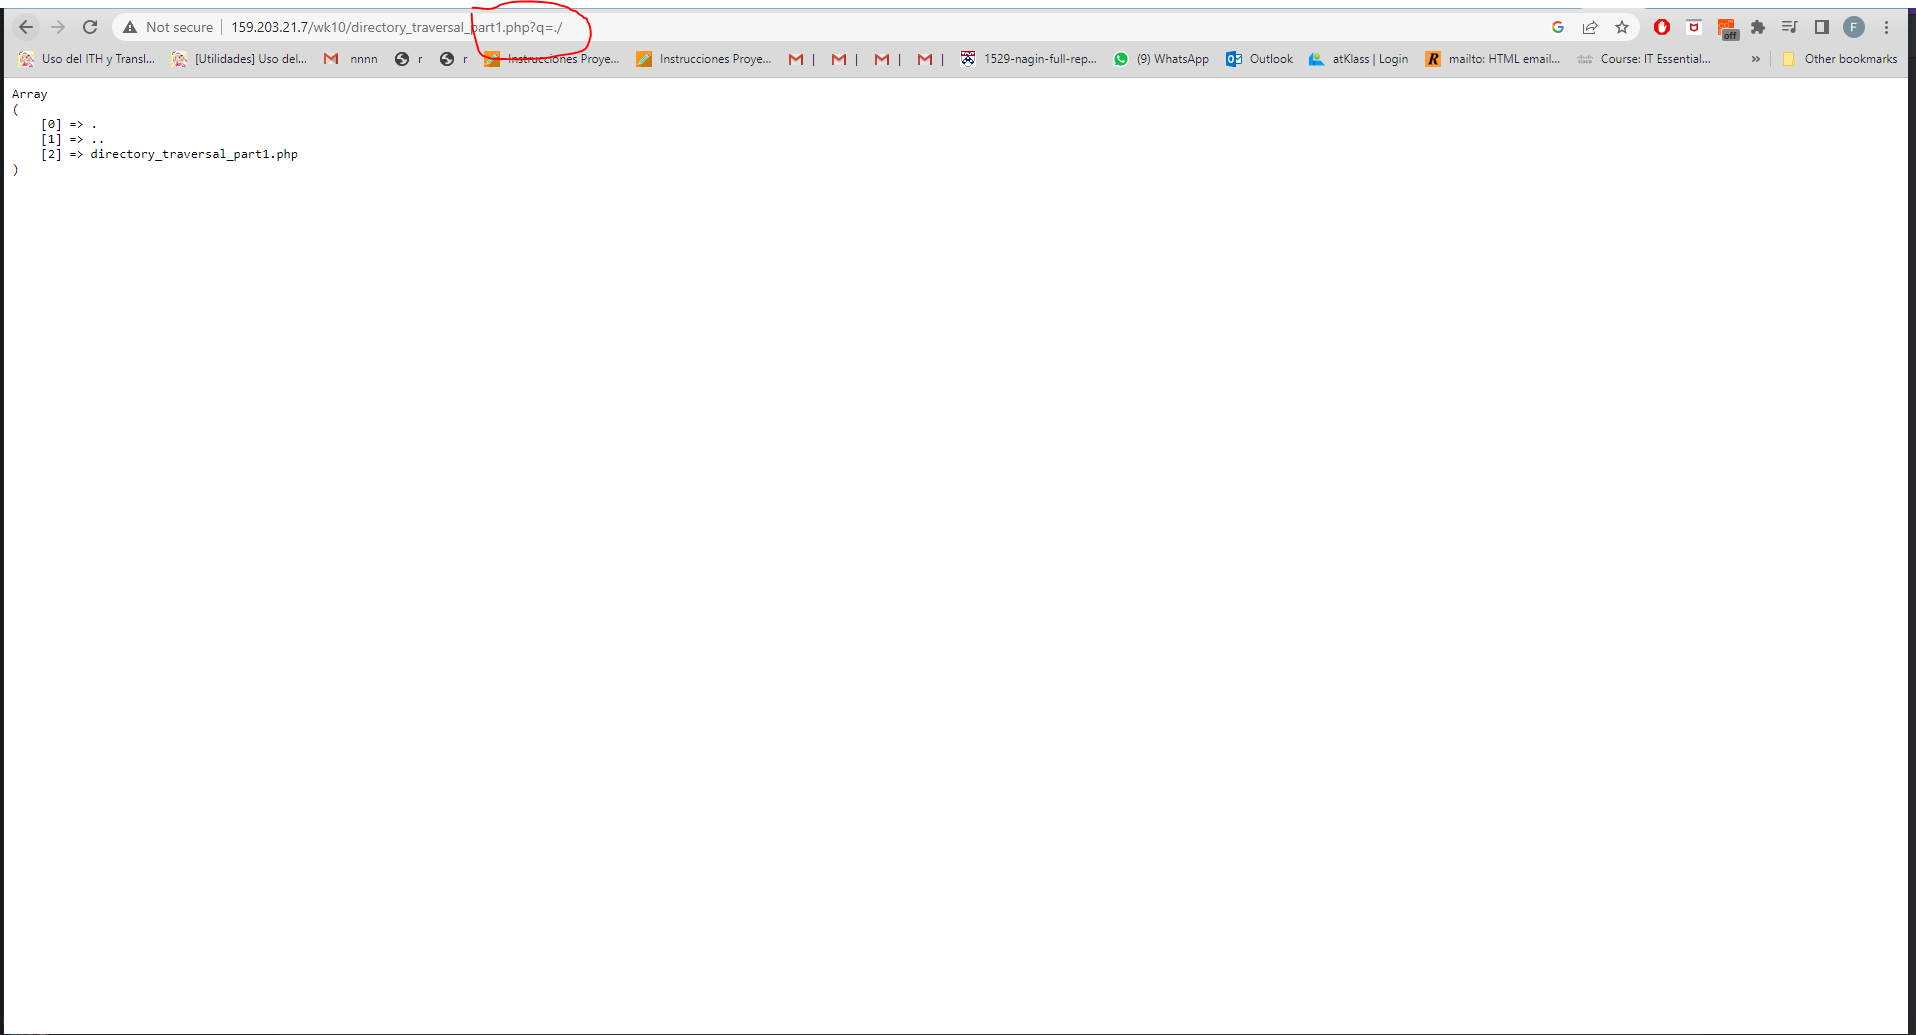 Not secure | 159.203.21.7/wk10/directory_traversal_part1.php?q=./
off
F
Uso del ITH y Transl... [Utilidades] Uso del... nnnn r r Instrucciones Proye... Instrucciones Proye... | | | | 1529-nagin-full-rep... (9) WhatsApp Outlook atKlass | Login mailto: HTML email... Course: IT Essential... » Other bookmarks
Array
(
    [0] => .
    [1] => ..
    [2] => directory_traversal_part1.php
)